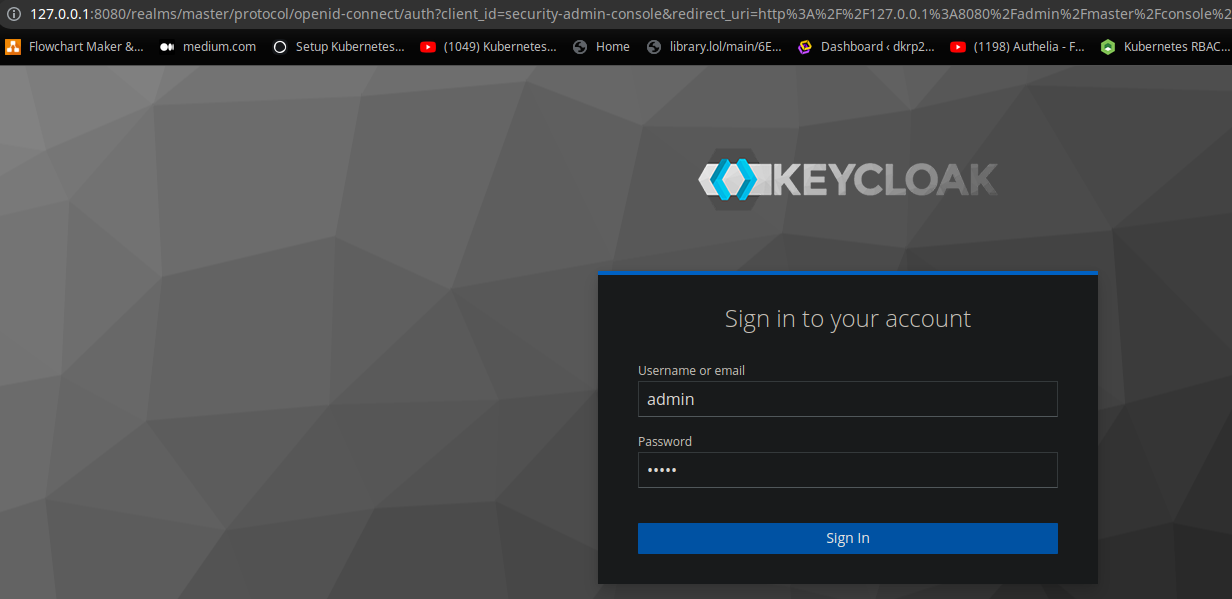 127.0.0.1:8080/realms/master/protocol/openid-connect/auth?client_id=security-admin-console&redirect_uri=http%3A%2F%2F127.0.0.1%3A8080%2Fadmin%2Fmaster%2Fconsole%2
Flowchart Maker &... medium.com Setup Kubernetes... (1049) Kubernetes... Home library.lol/main/6E... Dashboard ‹ dkrp2... (1198) Authelia - F... Kubernetes RBAC...
KEYCLOAK
Sign in to your account
Username or email
admin
Password
•••••
Sign In